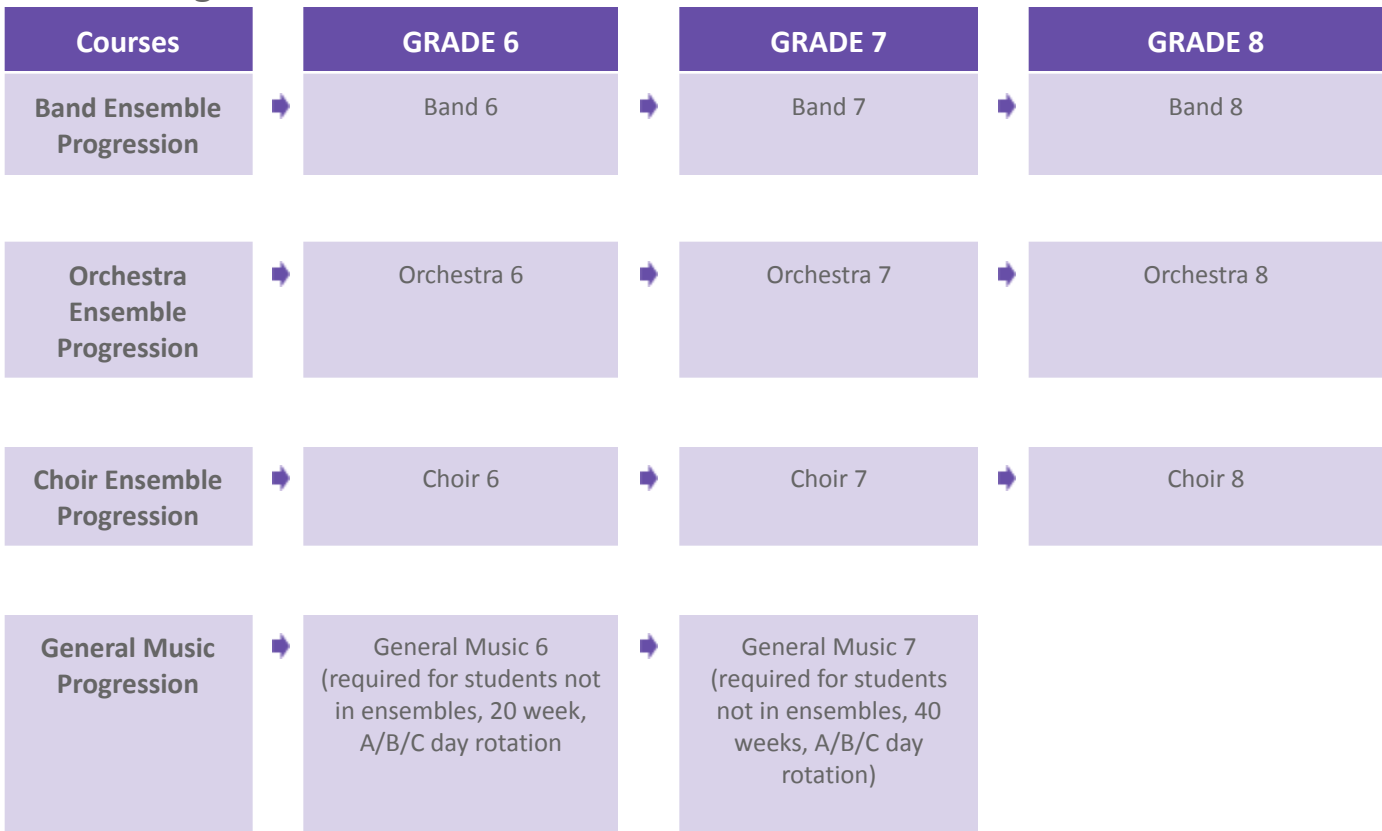 Courses
GRADE 6
GRADE 7
GRADE 8
Band Ensemble
Progression
Band 6
Band 7
Band 8
Orchestra
Ensemble
Progression
Orchestra 6
Orchestra 7
Orchestra 8
Choir Ensemble
Progression
Choir 6
Choir 7
Choir 8
General Music
Progression
General Music 6
(required for students not
in ensembles, 20 week,
A/B/C day rotation
General Music 7
(required for students
not in ensembles, 40
weeks, A/B/C day
rotation)